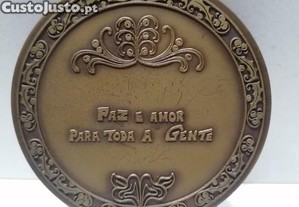 CustoJusto.pt
PAZ E AMOR
PARA TODA A GENTE